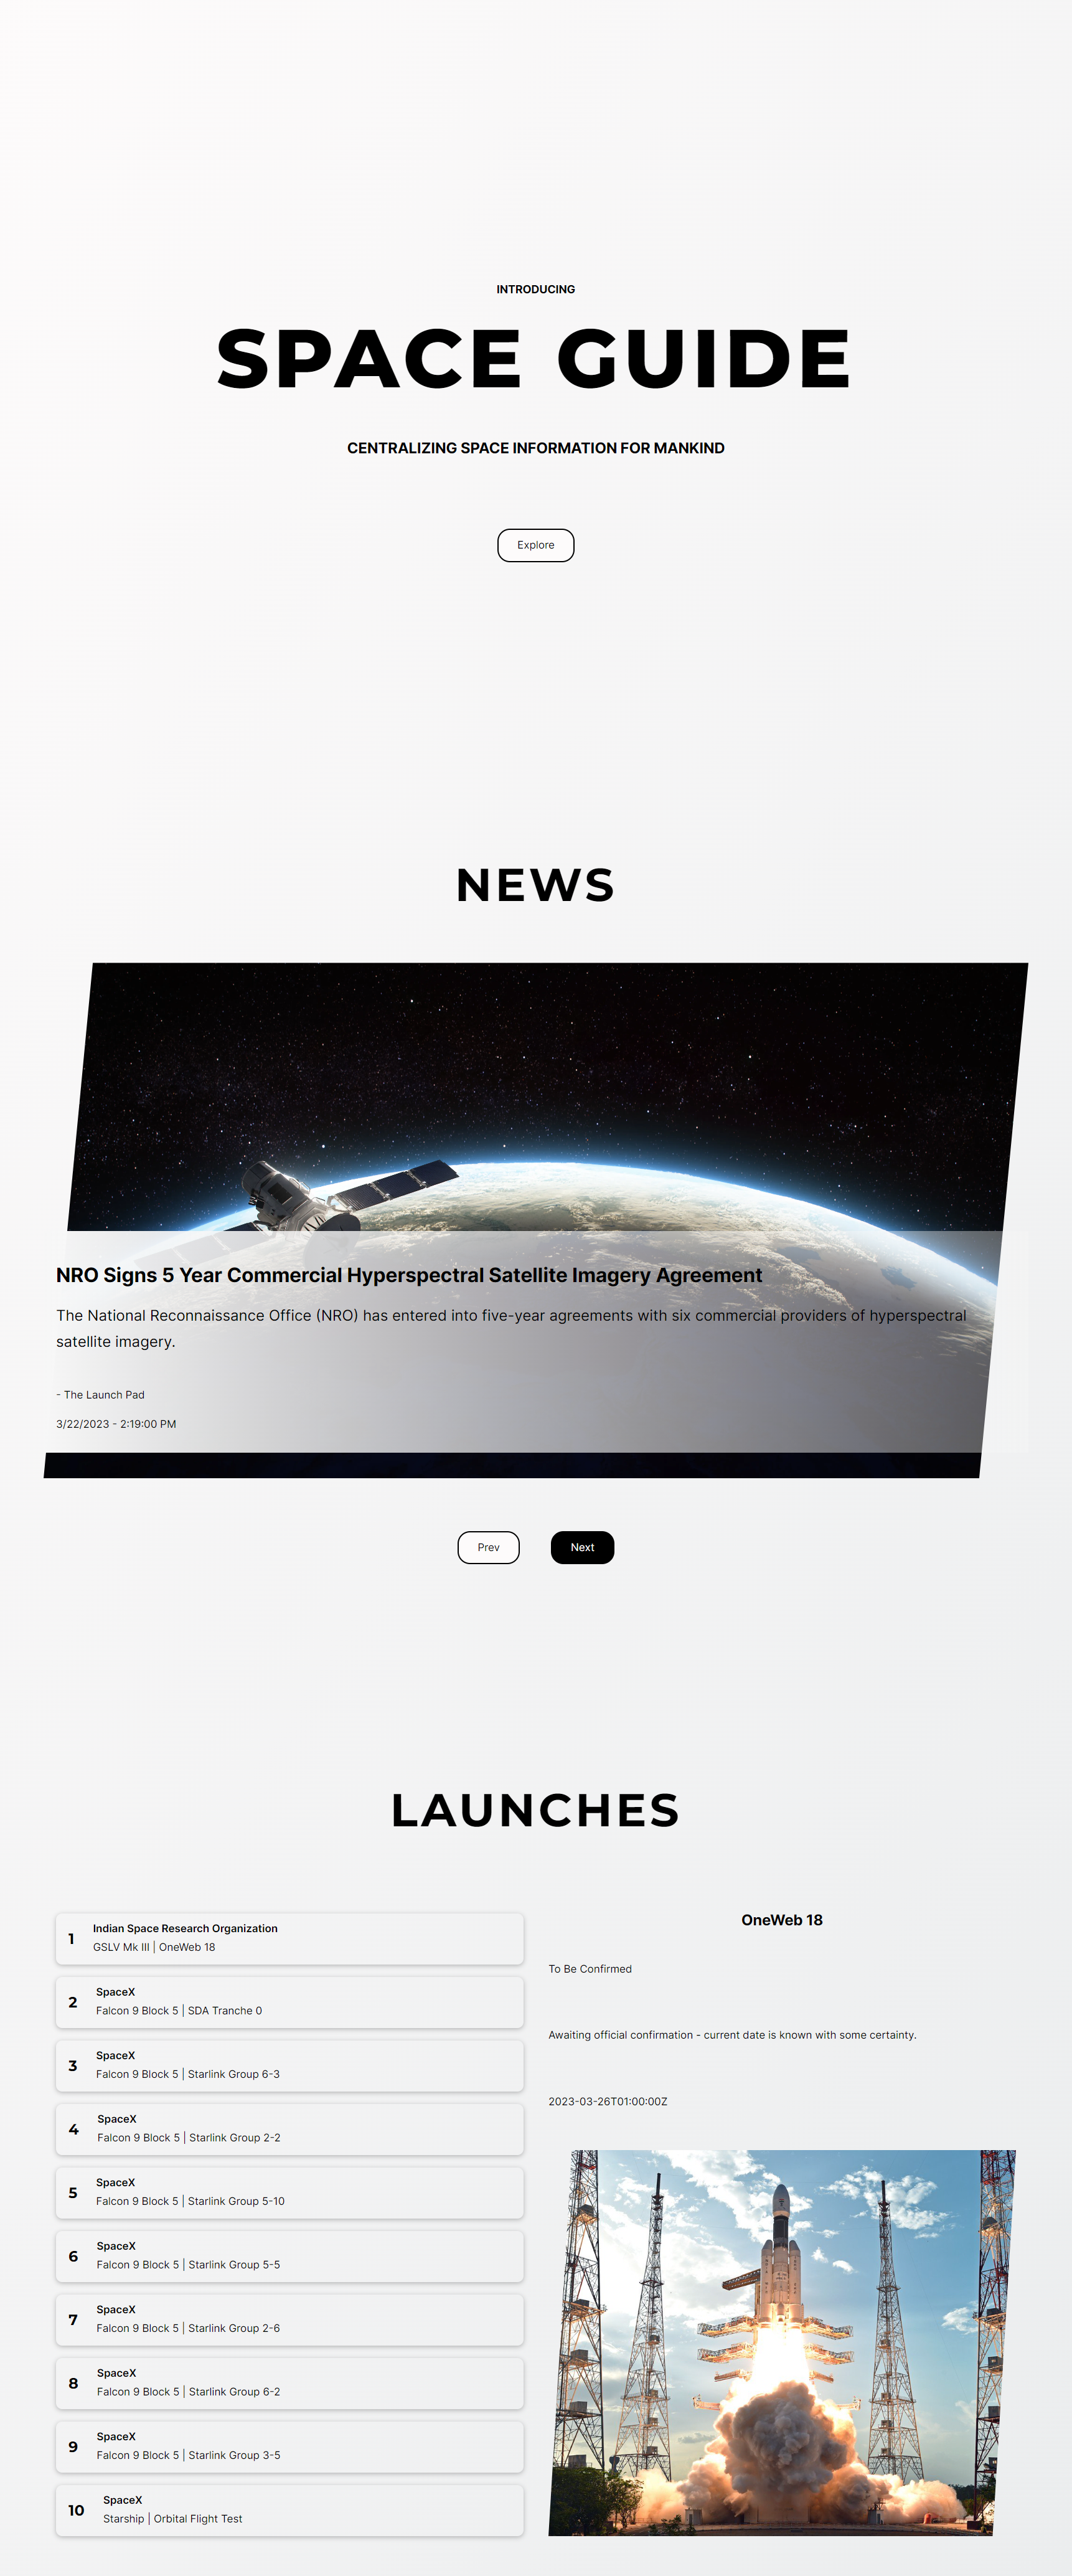 INTRODUCING
SPACE GUIDE
CENTRALIZING SPACE INFORMATION FOR MANKIND
Explore
NEWS
NRO Signs 5 Year Commercial Hyperspectral Satellite Imagery Agreement
The National Reconnaissance Office (NRO) has entered into five-year agreements with six commercial providers of hyperspectral
satellite imagery.
- The Launch Pad
3/22/2023 - 2:19:00 PM
Prev
Next
LAUNCHES
1
Indian Space Research Organization
GSLV Mk III | OneWeb 18
2
SpaceX
Falcon 9 Block 5 | SDA Tranche 0
3
SpaceX
Falcon 9 Block 5 | Starlink Group 6-3
4
SpaceX
Falcon 9 Block 5 | Starlink Group 2-2
5
SpaceX
Falcon 9 Block 5 | Starlink Group 5-10
6
SpaceX
Falcon 9 Block 5 | Starlink Group 5-5
7
SpaceX
Falcon 9 Block 5 | Starlink Group 2-6
8
SpaceX
Falcon 9 Block 5 | Starlink Group 6-2
9
SpaceX
Falcon 9 Block 5 | Starlink Group 3-5
10
SpaceX
Starship | Orbital Flight Test
OneWeb 18
To Be Confirmed
Awaiting official confirmation - current date is known with some certainty.
2023-03-26T01:00:00Z